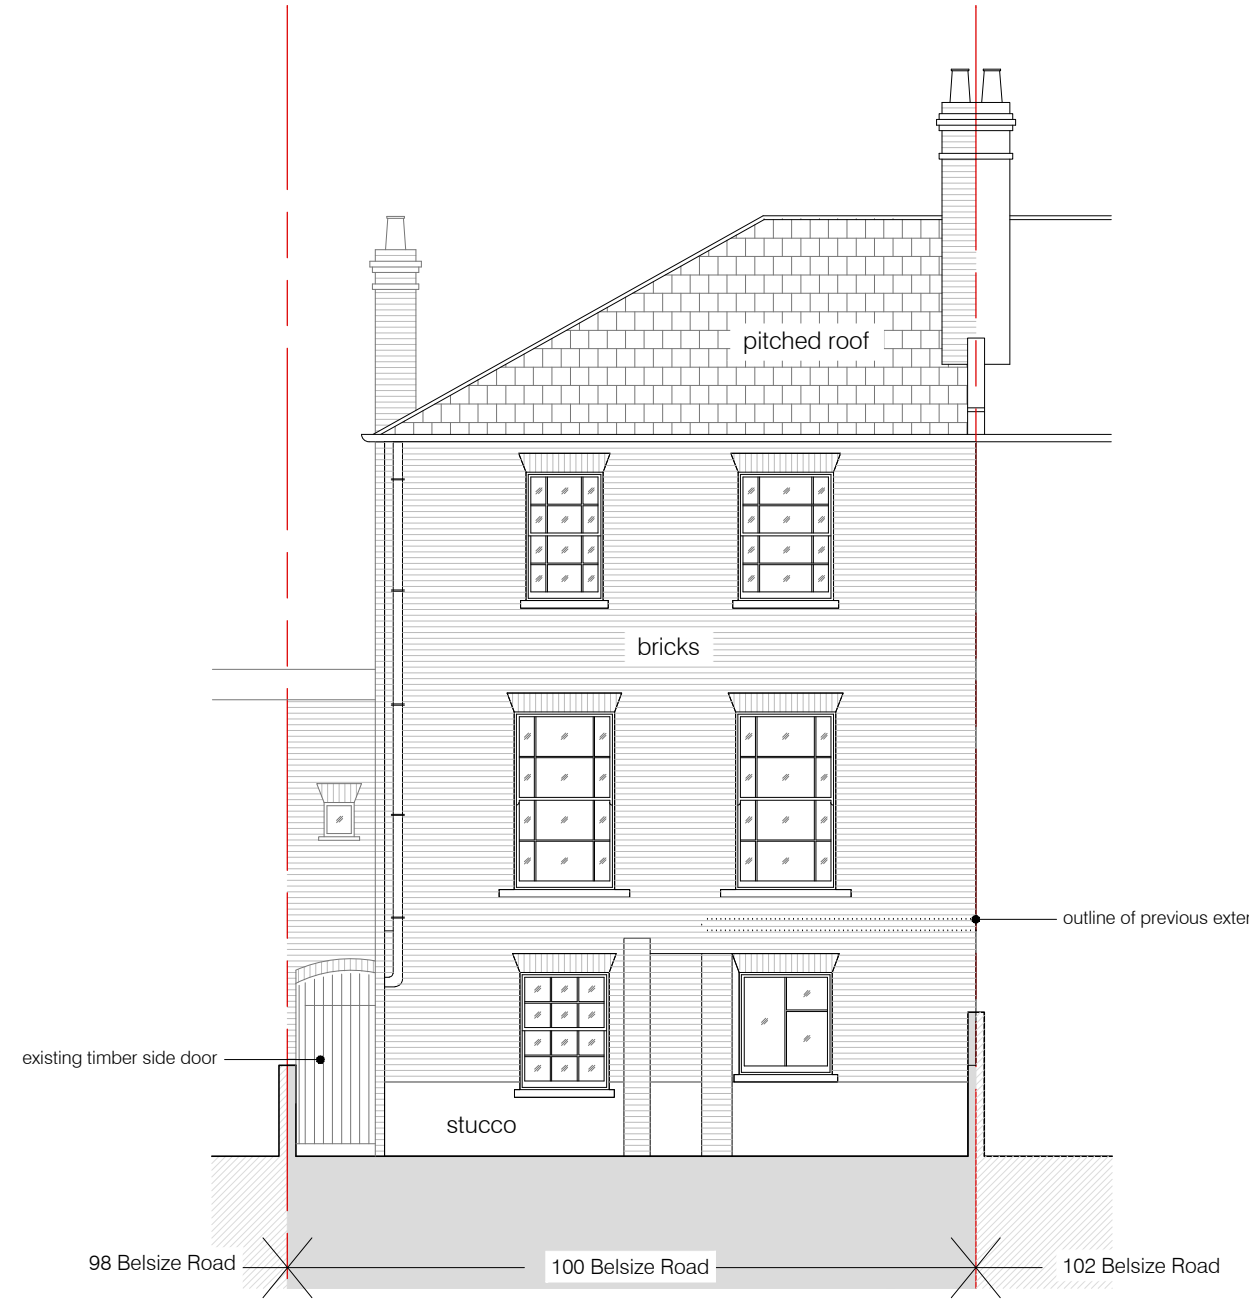 pitched roof
bricks
outline of previous exter
existing timber side door
stucco
98 Belsize Road
100 Belsize Road
102 Belsize Road